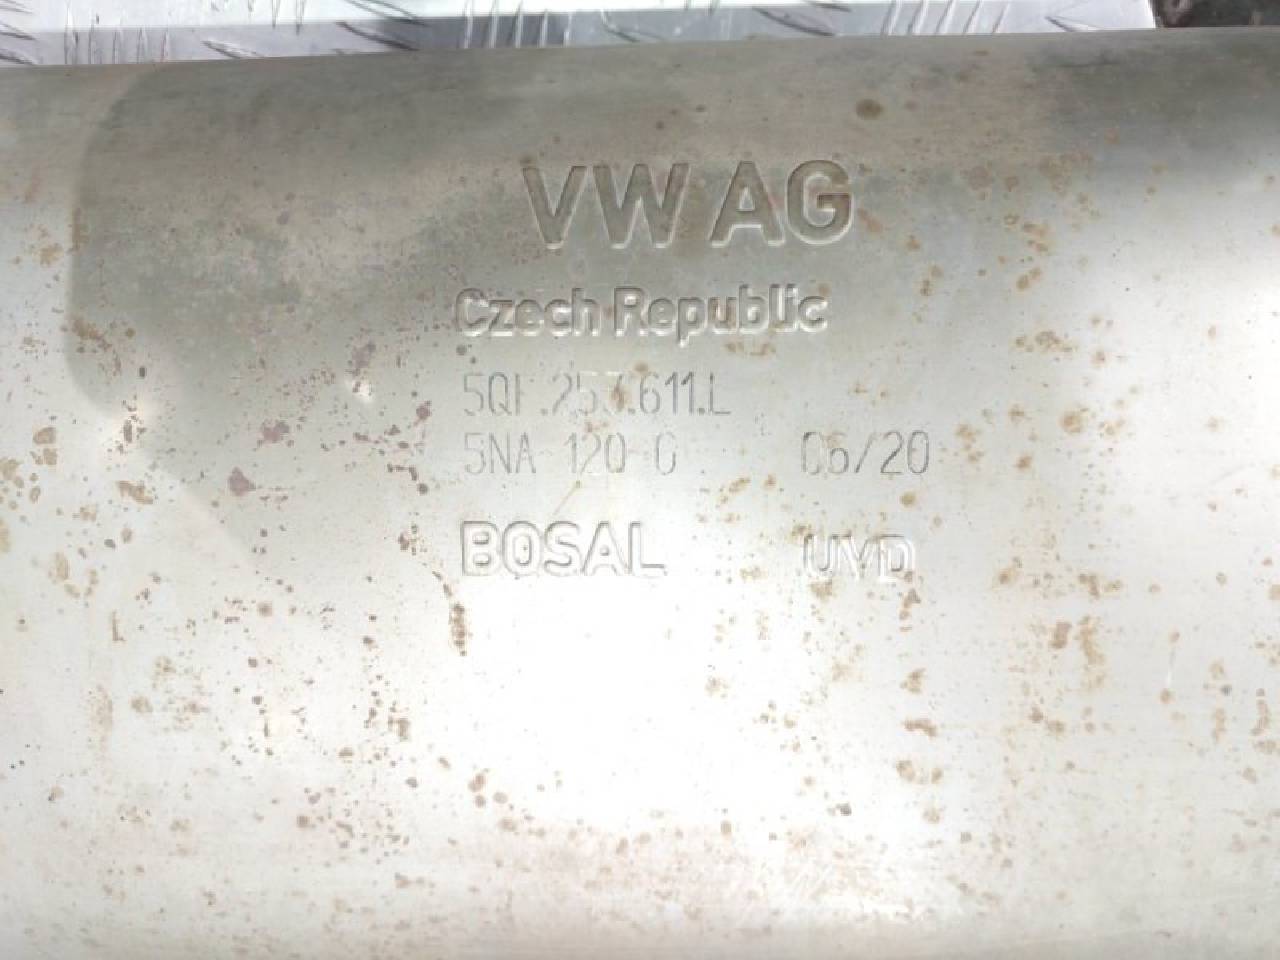 VW AG
Czech Republic
5QF.253.611.L
5NA 120 0 06/20
BOSAL UVD